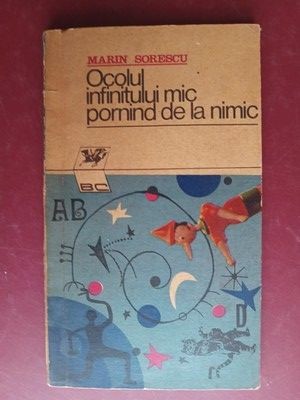 MARIN SORESCU
Ocolul
infinitului mic
pornind de la nimic
BC
AB
D